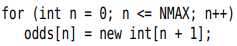 for (int n = 0; n <= NMAX; n++)
odds[n] = new int[n + 1];